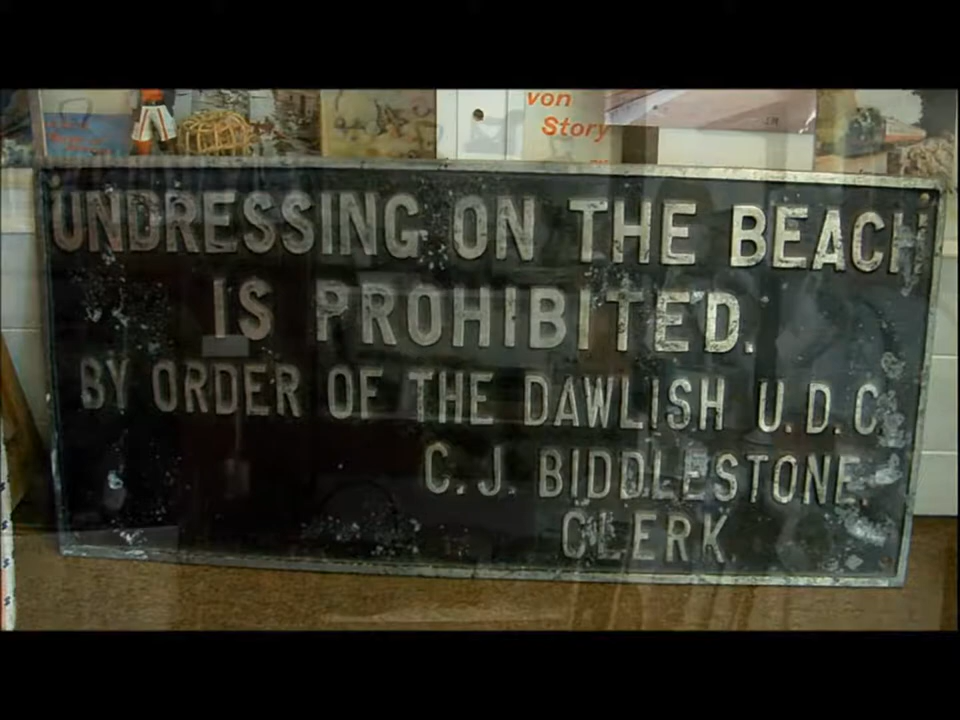 von
Story
UNDRESSING ON THE BEACH
IS PROHIBITED.
BY ORDER OF THE DAWLISH U.D.C.
C.J. BIDDLESTONE.
CLERK.